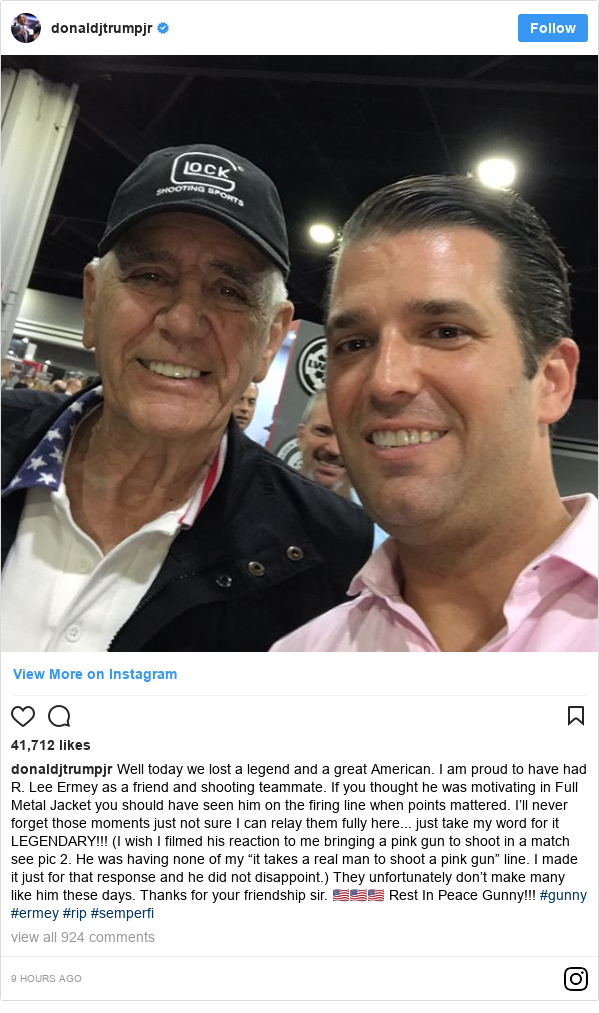 donaldjtrumpjr
Follow
LOCK
SHOOTING SPORTS
View More on Instagram
41,712 likes
donaldjtrumpjr Well today we lost a legend and a great American. I am proud to have had
R. Lee Ermey as a friend and shooting teammate. If you thought he was motivating in Full
Metal Jacket you should have seen him on the firing line when points mattered. I’ll never
forget those moments just not sure I can relay them fully here... just take my word for it
LEGENDARY!!! (I wish I filmed his reaction to me bringing a pink gun to shoot in a match
see pic 2. He was having none of my “it takes a real man to shoot a pink gun” line. I made
it just for that response and he did not disappoint.) They unfortunately don’t make many
like him these days. Thanks for your friendship sir. 🇺🇸🇺🇸🇺🇸 Rest In Peace Gunny!!! #gunny
#ermey #rip #semperfi
view all 924 comments
9 HOURS AGO